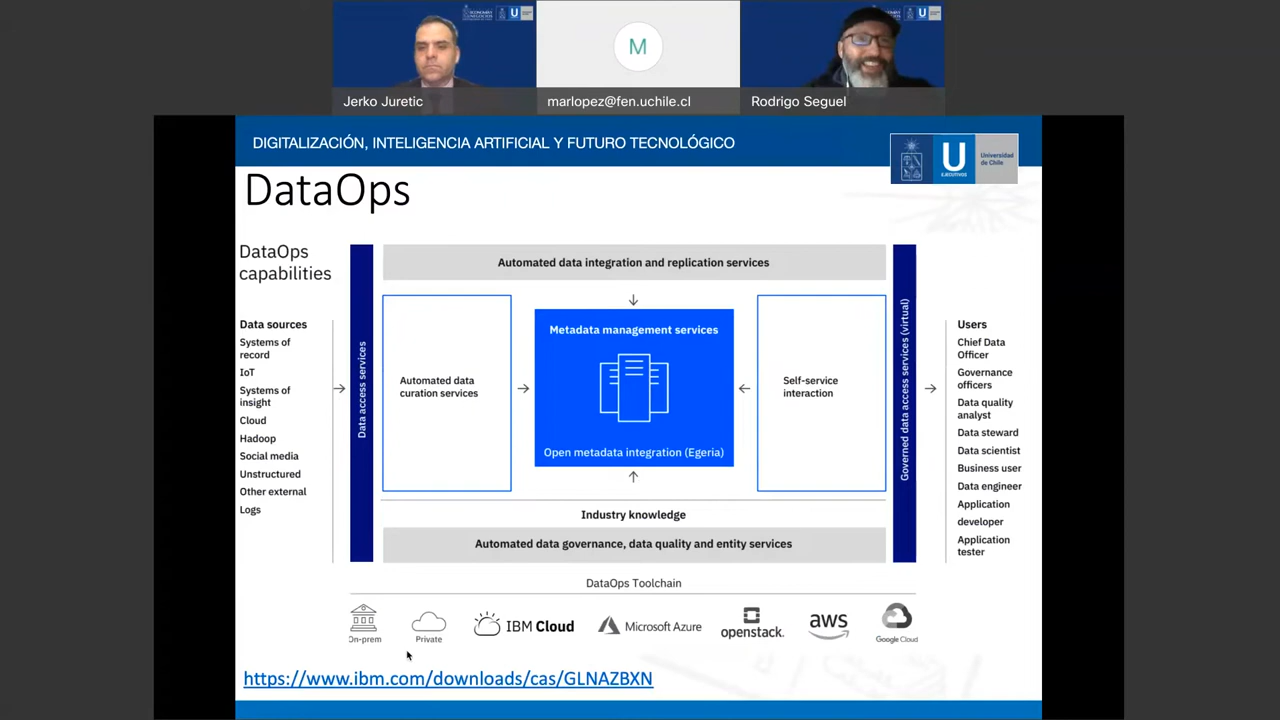 M
Jerko Juretic
marlopez@fen.uchile.cl
Rodrigo Seguel
DIGITALIZACIÓN, INTELIGENCIA ARTIFICIAL Y FUTURO TECNOLÓGICO
U
EJECUTIVOS
Universidad
de Chile
DataOps
DataOps
capabilities
Data sources
Systems of
record
IoT
Systems of
insight
Cloud
Hadoop
Social media
Unstructured
Other external
Logs
Data access services
Automated data integration and replication services
Automated data
curation services
Metadata management services
Open metadata integration (Egeria)
Self-service
interaction
Industry knowledge
Automated data governance, data quality and entity services
Governed data access services (virtual)
Users
Chief Data
Officer
Governance
officers
Data quality
analyst
Data steward
Data scientist
Business user
Data engineer
Application
developer
Application
tester
DataOps Toolchain
On-prem
Private
IBM Cloud
Microsoft Azure
openstack.
aws
Google Cloud
https://www.ibm.com/downloads/cas/GLNAZBXN